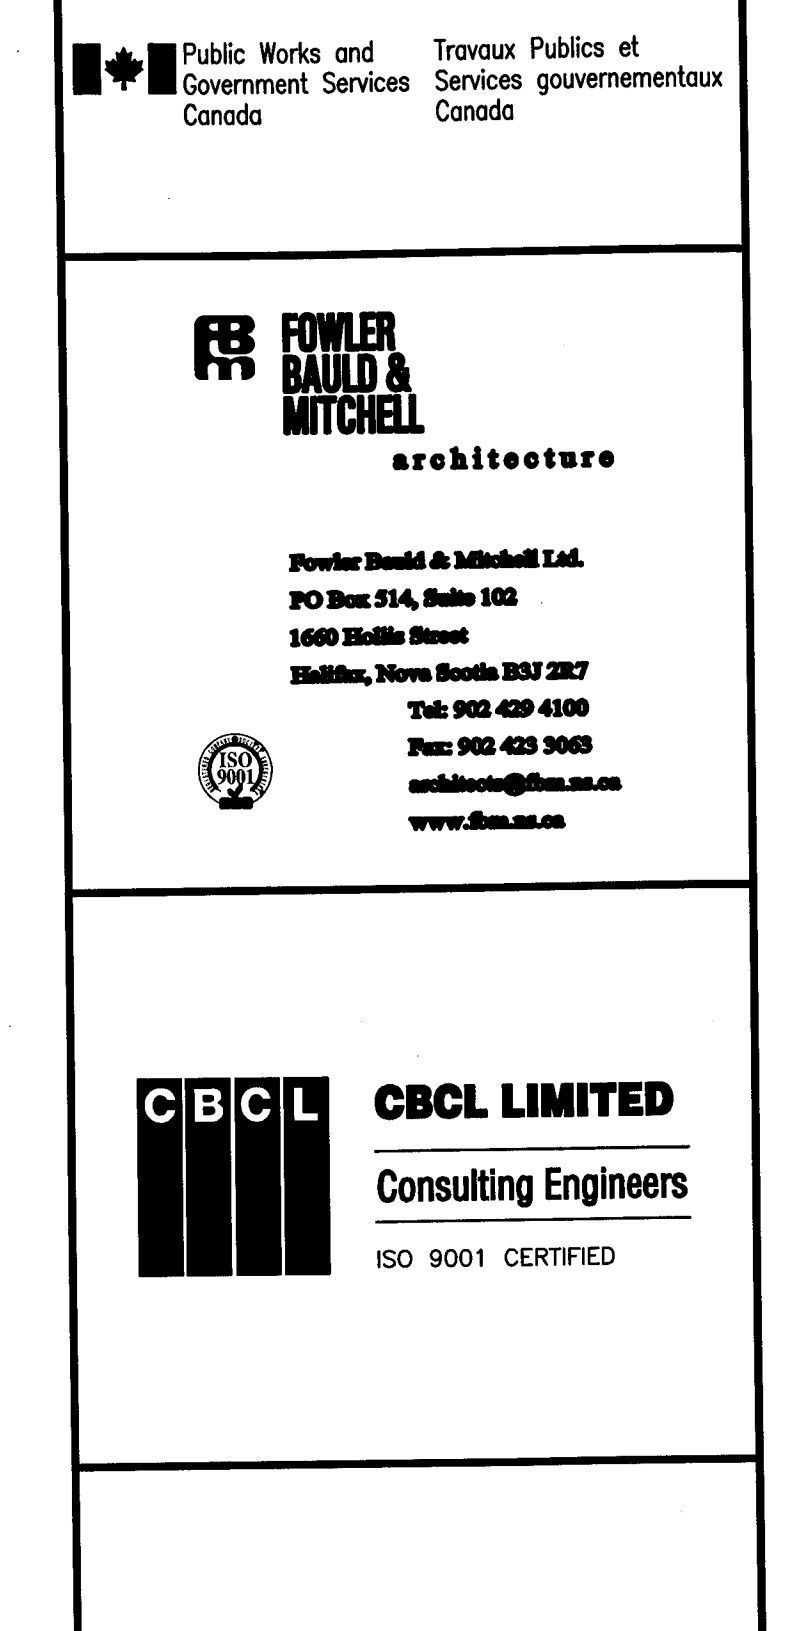 Public Works and
Government Services
Canada
Travaux Publics et
Services gouvernementaux
Canada
FBM
FOWLER
BAULD &
MITCHELL
architecture
Fowler Bauld & Mitchell Ltd.
PO Box 514, Suite 102
1660 Hollis Street
Halifax, Nova Scotia B3J 2R7
Tel: 902 429 4100
Fax: 902 423 3063
architects@fbm.ns.ca
www.fbm.ns.ca
ISO
9001
CBCL
CBCL LIMITED
Consulting Engineers
ISO 9001 CERTIFIED